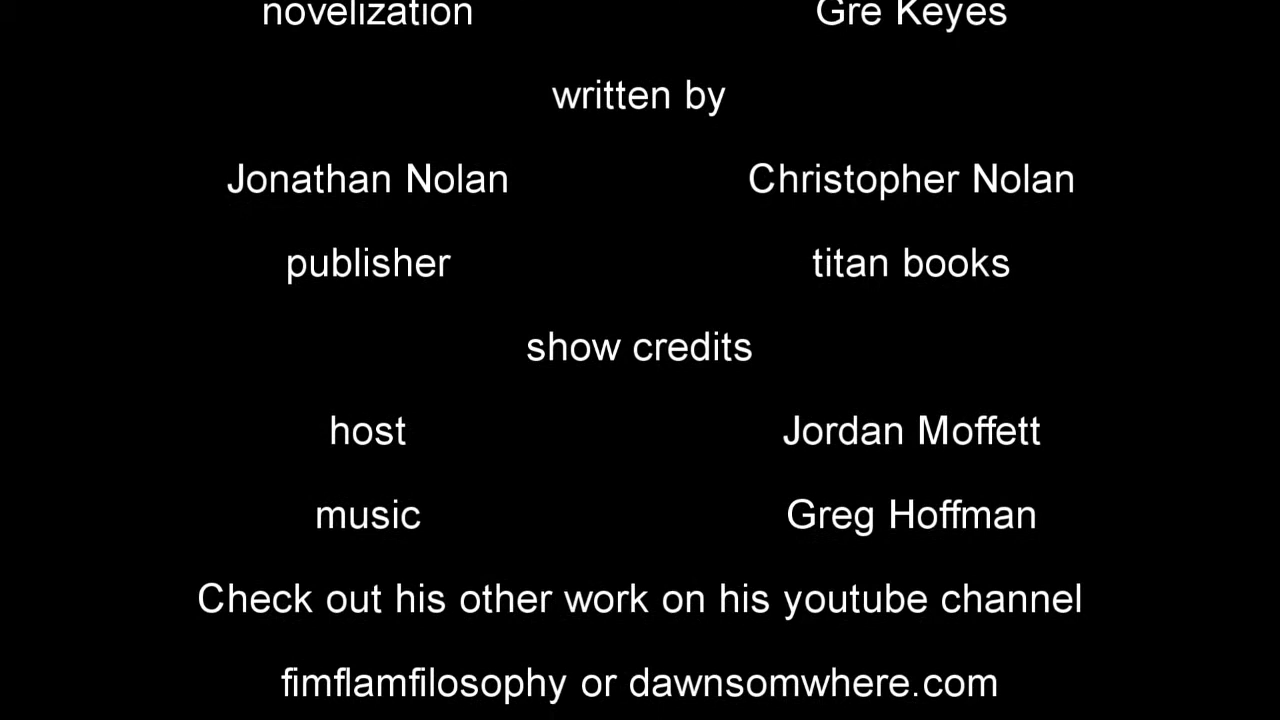 novelization Gre Keyes
written by
Jonathan Nolan Christopher Nolan
publisher titan books
show credits
host Jordan Moffett
music Greg Hoffman
Check out his other work on his youtube channel
fimflamfilosophy or dawnsomwhere.com